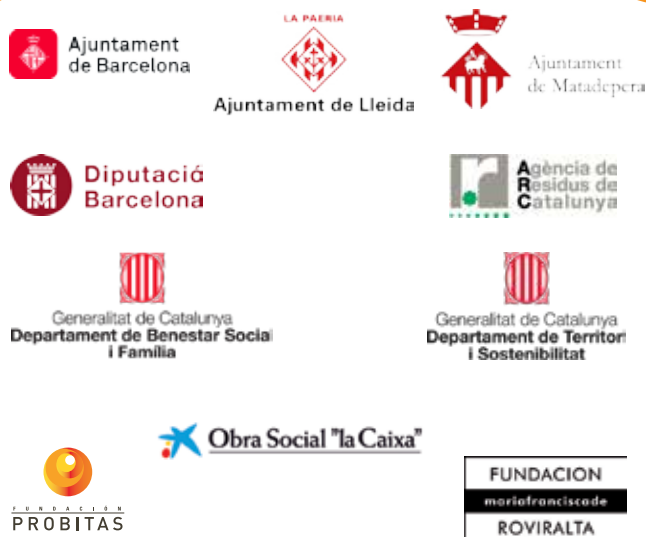 Ajuntament
de Barcelona
LA PAERIA
Ajuntament de Lleida
Ajuntament
de Matadepera
Diputació
Barcelona
Agència de
Residus de
Catalunya
Generalitat de Catalunya
Departament de Benestar Social
i Família
Generalitat de Catalunya
Departament de Territori
i Sostenibilitat
Obra Social "la Caixa"
FUNDACIÓN
PROBITAS
FUNDACION
mariafranciscade
ROVIRALTA